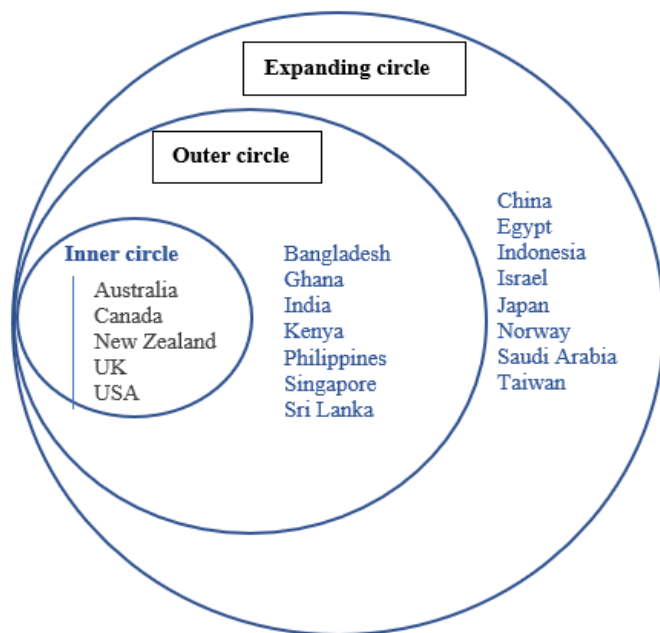 Expanding circle
Outer circle
Inner circle
Australia
Canada
New Zealand
UK
USA
Bangladesh
Ghana
India
Kenya
Philippines
Singapore
Sri Lanka
China
Egypt
Indonesia
Israel
Japan
Norway
Saudi Arabia
Taiwan